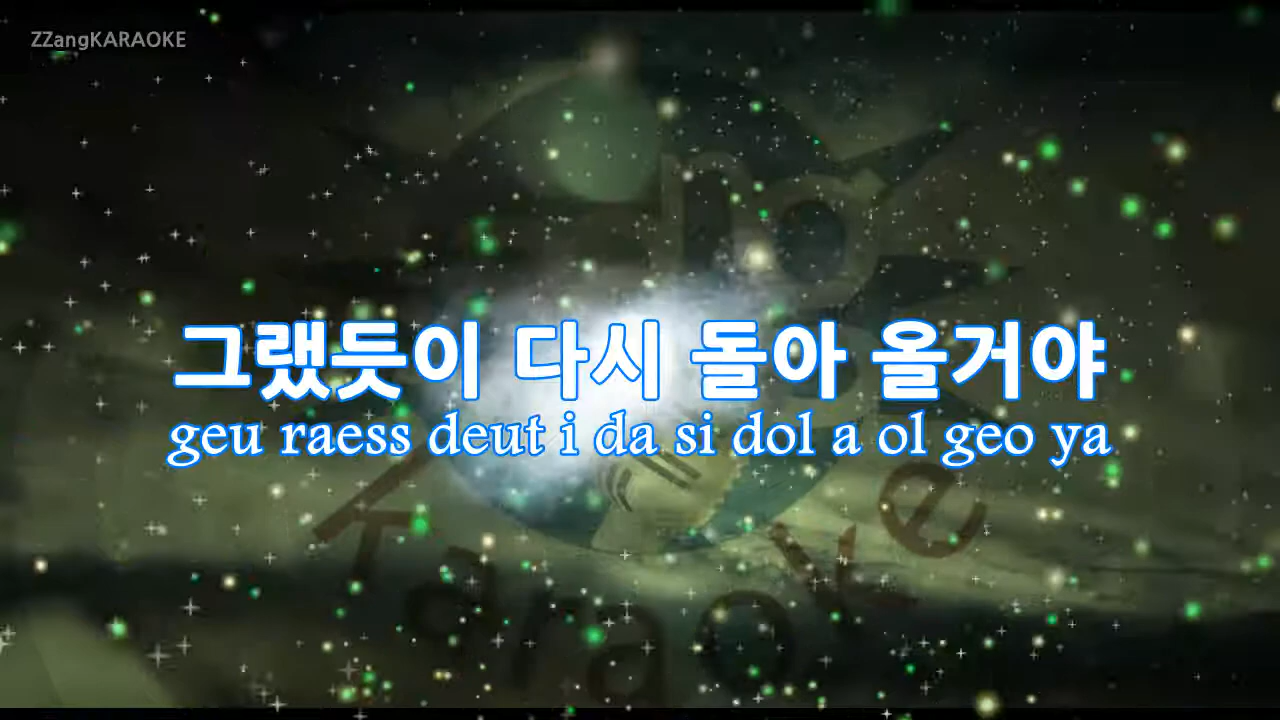 ZZangKARAOKE
그랬듯이 다시 돌아 올거야
geu raess deut i da si dol a ol geo ya
Karaoke